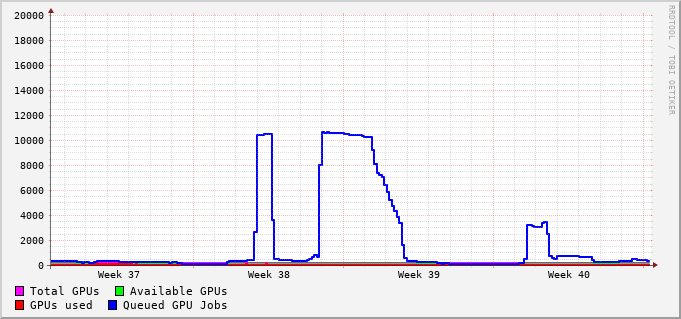 20000
18000
16000
14000
12000
10000
8000
6000
4000
2000
0
Week 37 Week 38 Week 39 Week 40
Total GPUs Available GPUs
GPUs used Queued GPU Jobs
RRDTOOL / TOBI OETIKER